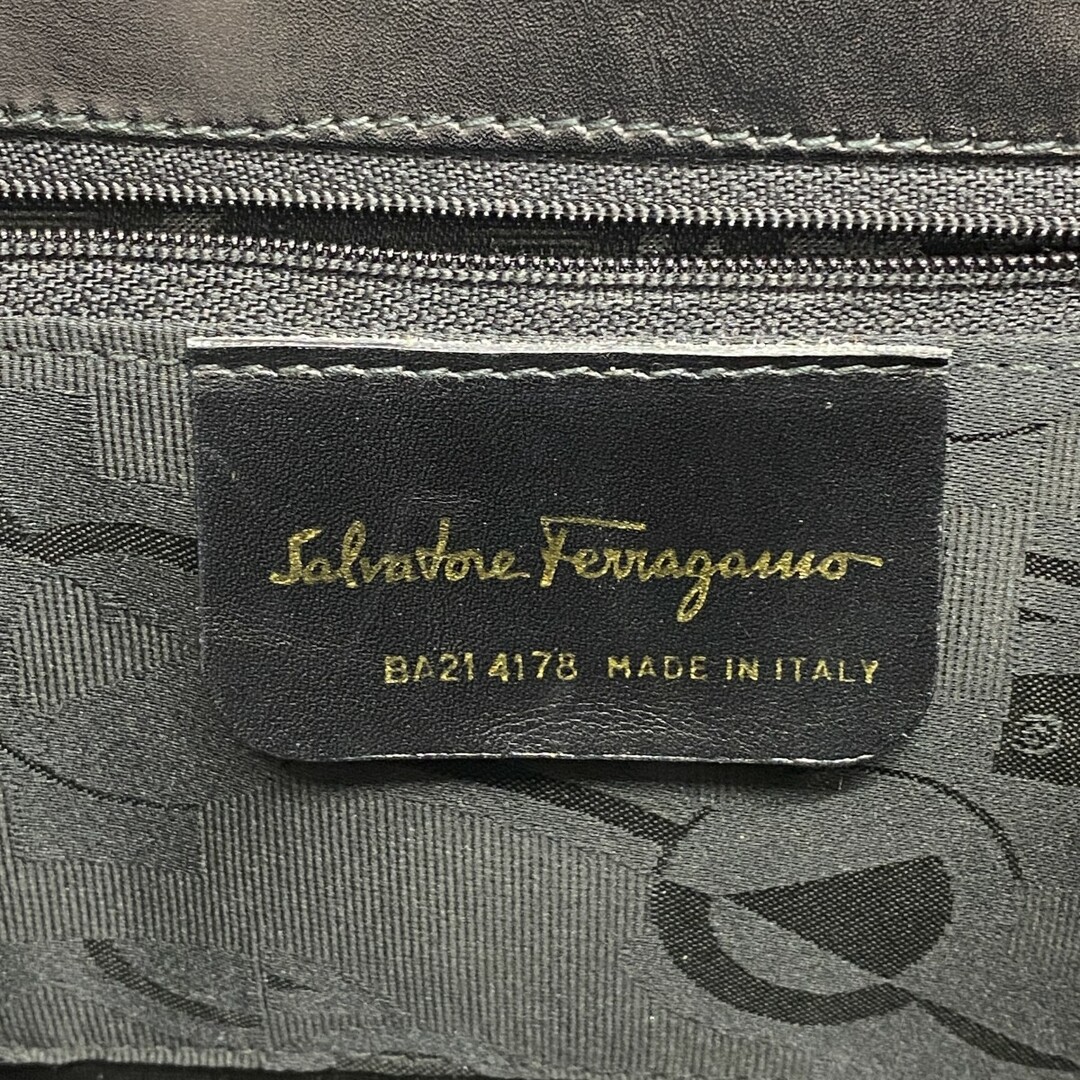 Salvatore Ferragamo
BA21 4178 MADE IN ITALY